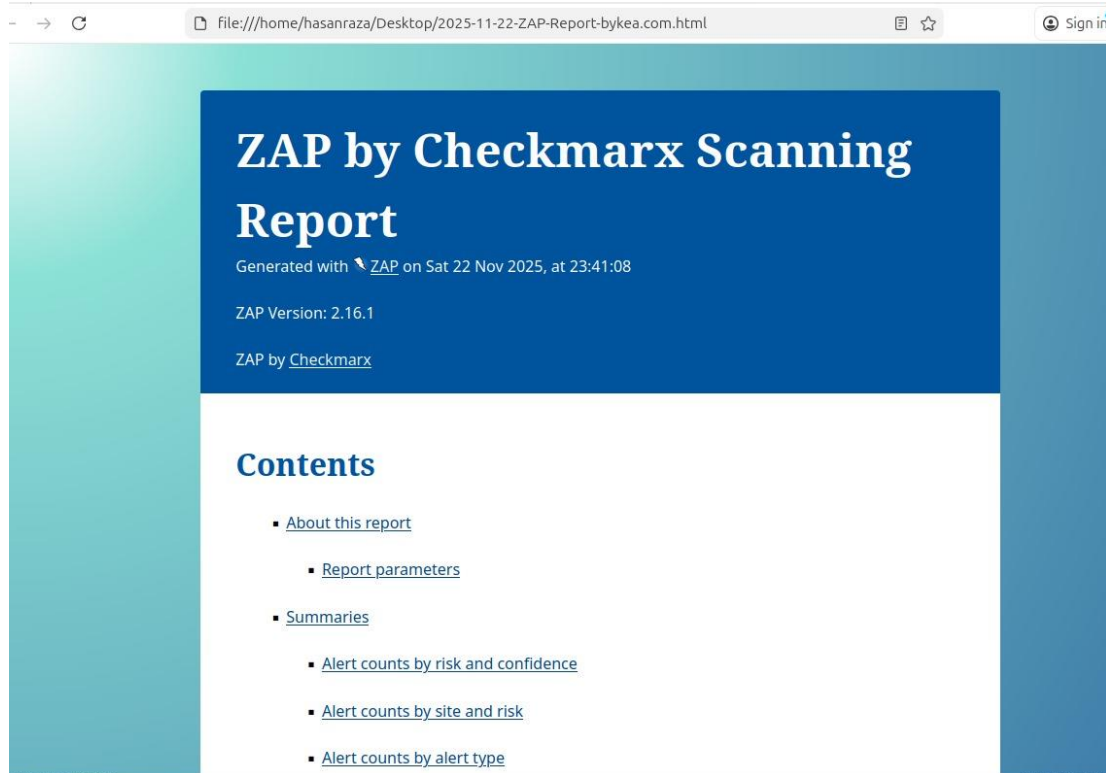 file:///home/hasanraza/Desktop/2025-11-22-ZAP-Report-bykea.com.html
Sign in
ZAP by Checkmarx Scanning
Report
Generated with ZAP on Sat 22 Nov 2025, at 23:41:08
ZAP Version: 2.16.1
ZAP by Checkmarx
Contents
About this report
Report parameters
Summaries
Alert counts by risk and confidence
Alert counts by site and risk
Alert counts by alert type